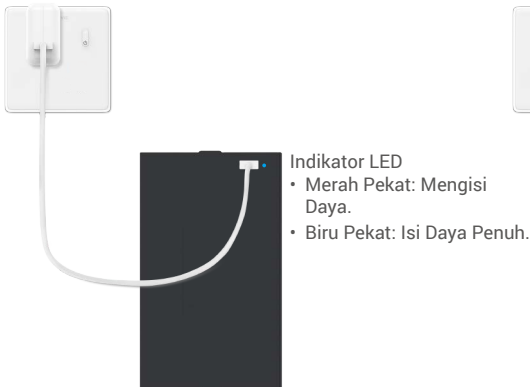 Indikator LED
• Merah Pekat: Mengisi
Daya.
• Biru Pekat: Isi Daya Penuh.